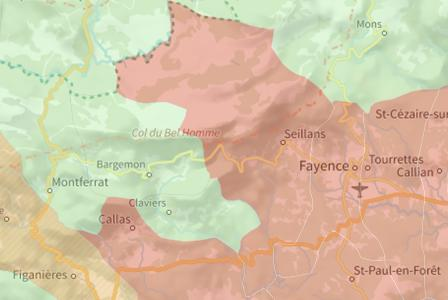 Mons
St-Cézaire-sur
Col du Bel Homme
Seillans
Bargemon
Fayence
Tourrettes
Callian
Montferrat
Claviers
Callas
e
Figanières
St-Paul-en-Forêt